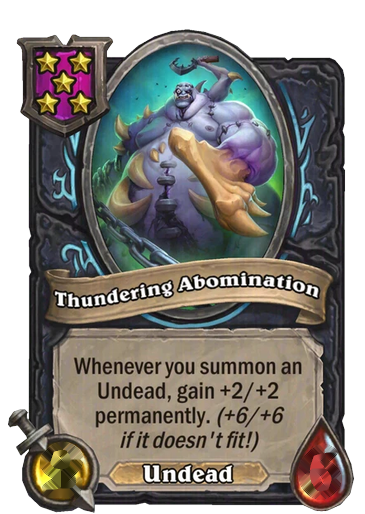 Thundering Abomination
Whenever you summon an
Undead, gain +2/+2
permanently. (+6/+6
if it doesn't fit!)
Undead